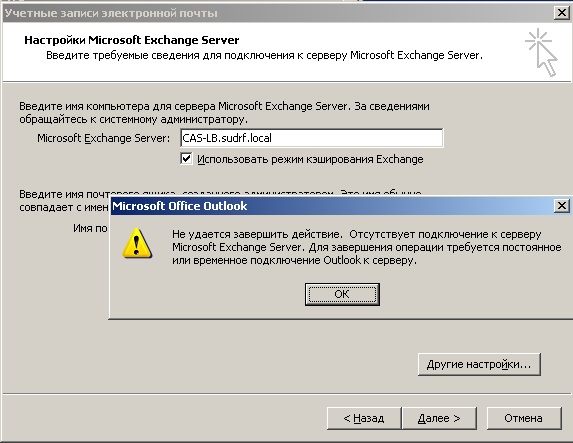 Учетные записи электронной почты
Настройки Microsoft Exchange Server
Введите требуемые сведения для подключения к серверу Microsoft Exchange Server.
Введите имя компьютера для сервера Microsoft Exchange Server. За сведениями
обращайтесь к системному администратору.
Microsoft Exchange Server: CAS-LB.sudrf.local
Использовать режим кэширования Exchange
Введите имя почтового ящика, созданного администратором. Это имя обычно
совпадает с имен
Имя по
Microsoft Office Outlook
Не удается завершить действие. Отсутствует подключение к серверу
Microsoft Exchange Server. Для завершения операции требуется постоянное
или временное подключение Outlook к серверу.
OK
Другие настройки...
< Назад
Далее >
Отмена